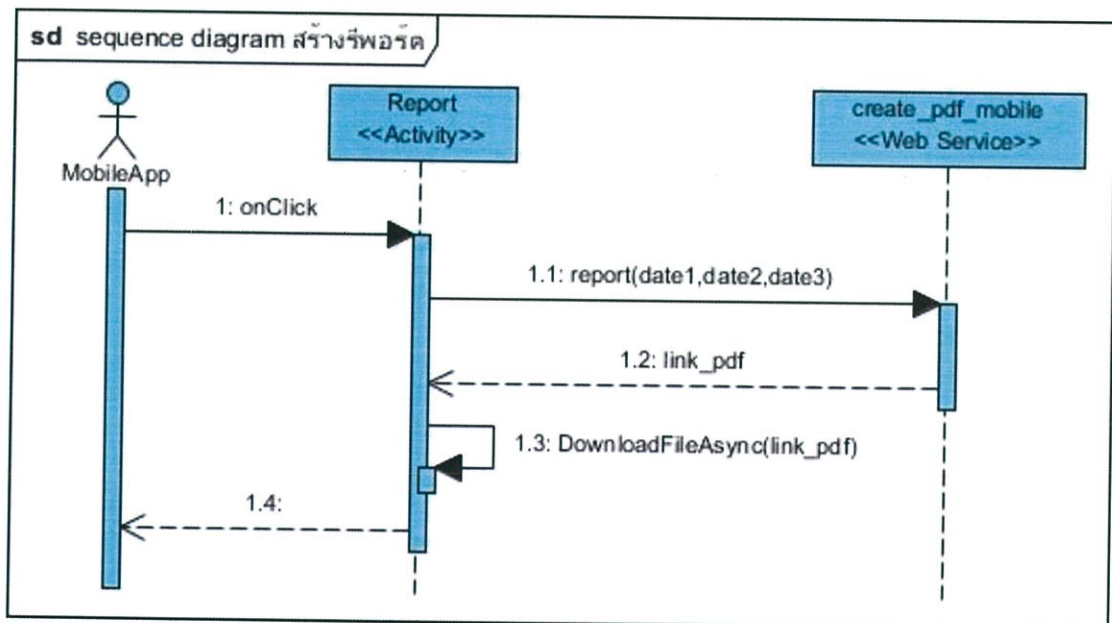 sd sequence diagram สร้างรีพอร์ต
MobileApp
Report
<<Activity>>
create_pdf_mobile
<<Web Service>>
1: onClick
1.1: report(date1,date2,date3)
1.2: link_pdf
1.3: DownloadFileAsync(link_pdf)
1.4: